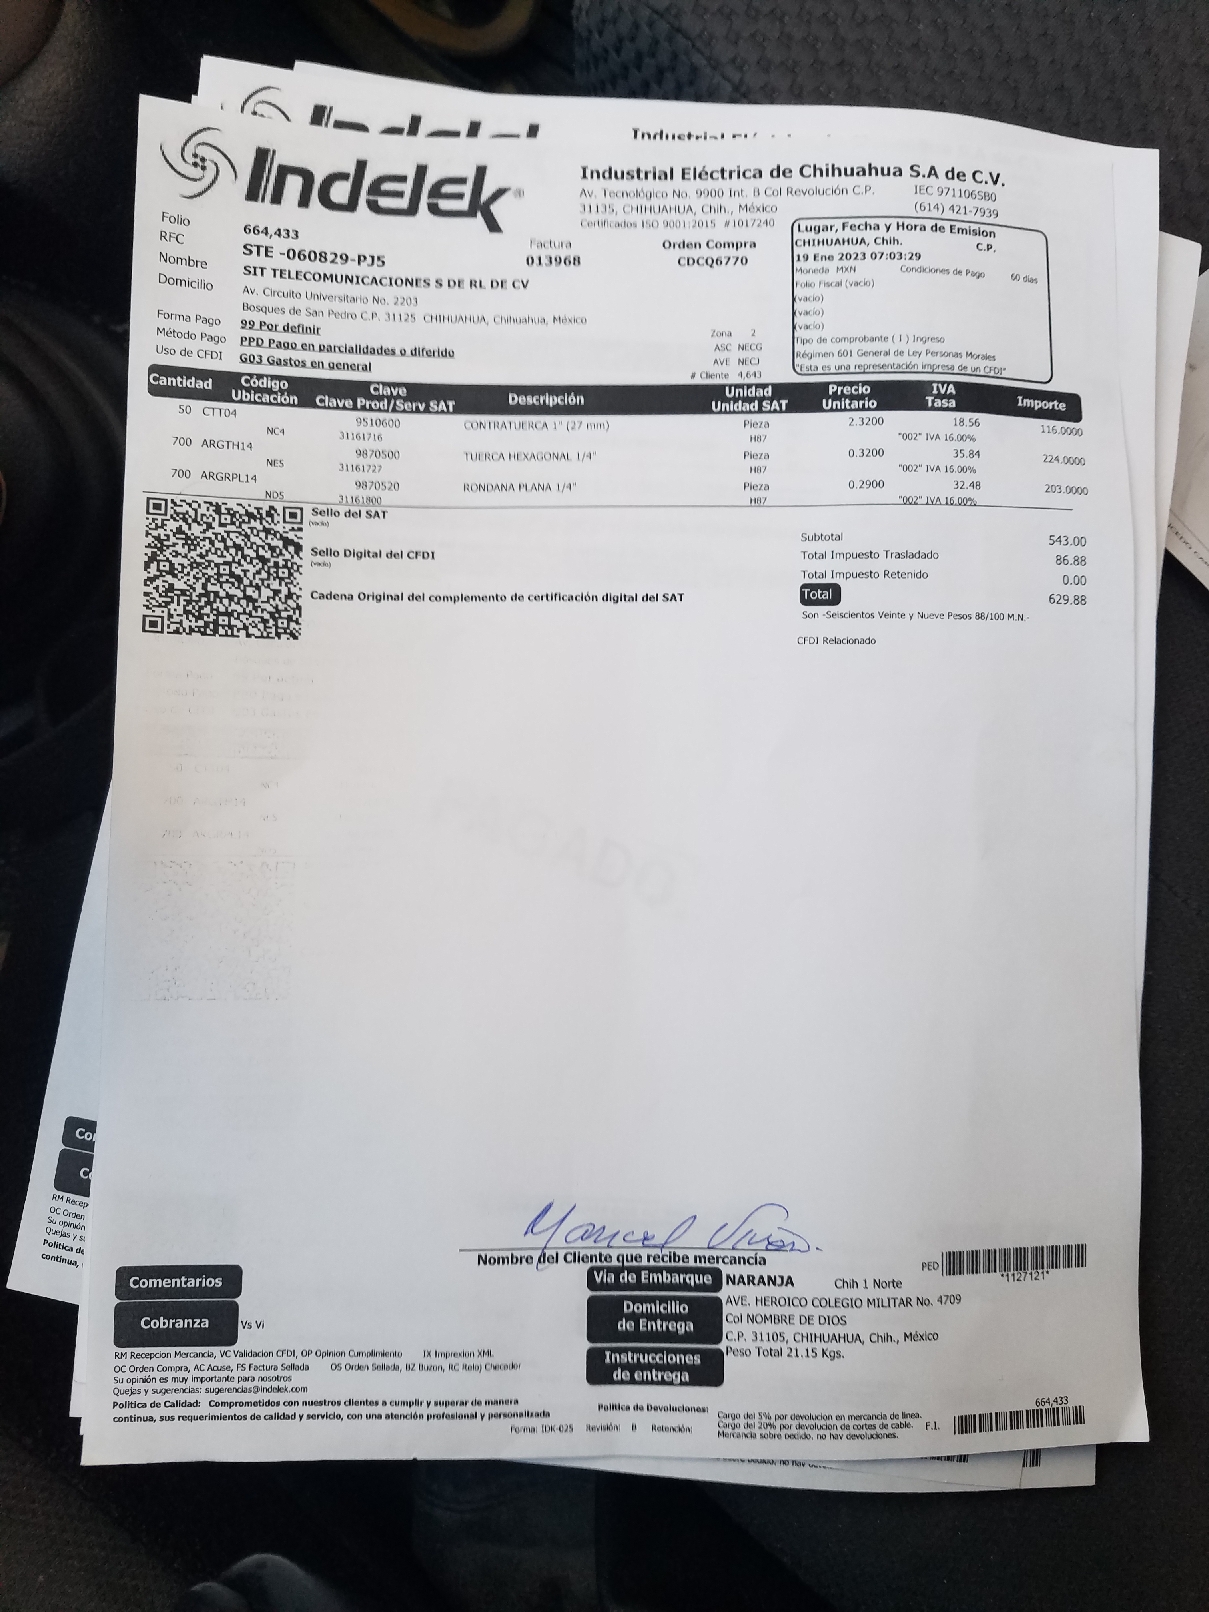 Indelek®
Industrial Eléctrica de Chihuahua S.A de C.V.
Av. Tecnológico No. 9900 Int. B Col Revolución C.P. IEC 971106SB0
31135, CHIHUAHUA, Chih., México (614) 421-7939
Certificados ISO 9001:2015 #1017240
Folio 664,433
RFC STE -060829-PJ5
Factura
013968
Orden Compra
CDCQ6770
Nombre SIT TELECOMUNICACIONES S DE RL DE CV
Domicilio Av. Circuito Universitario No. 2203
Bosques de San Pedro C.P. 31125 CHIHUAHUA, Chihuahua, México
Forma Pago 99 Por definir
Método Pago PPD Pago en parcialidades o diferido
Uso de CFDI G03 Gastos en general
Zona 2
ASC NECG
AVE NECJ
# Cliente 4,643
Lugar, Fecha y Hora de Emision
CHIHUAHUA, Chih. C.P.
19 Ene 2023 07:03:29
Moneda MXN Condiciones de Pago 60 días
Folio Fiscal (vacío)
(vacío)
(vacío)
(vacío)
Tipo de comprobante ( I ) Ingreso
Régimen 601 General de Ley Personas Morales
"Esta es una representación impresa de un CFDI"
Cantidad Código Clave Descripción Unidad Precio IVA Importe
Ubicación Clave Prod/Serv SAT Unidad SAT Unitario Tasa
50 CTT04 9510600 CONTRATUERCA 1" (27 mm) Pieza 2.3200 18.56 116.0000
NC4 31161716 H87 "002" IVA 16.00%
700 ARGTH14 9870500 TUERCA HEXAGONAL 1/4" Pieza 0.3200 35.84 224.0000
NE5 31161727 H87 "002" IVA 16.00%
700 ARGRPL14 9870520 RONDANA PLANA 1/4" Pieza 0.2900 32.48 203.0000
ND5 31161800 H87 "002" IVA 16.00%
Sello del SAT
(vacío)
Sello Digital del CFDI
(vacío)
Cadena Original del complemento de certificación digital del SAT
Subtotal 543.00
Total Impuesto Trasladado 86.88
Total Impuesto Retenido 0.00
Total 629.88
Son -Seiscientos Veinte y Nueve Pesos 88/100 M.N.-
CFDI Relacionado
PAGADO
Manuel
Nombre del Cliente que recibe mercancía
Comentarios
Cobranza Vs Vi
Via de Embarque NARANJA Chih 1 Norte
Domicilio de Entrega
AVE. HEROICO COLEGIO MILITAR No. 4709
Col NOMBRE DE DIOS
C.P. 31105, CHIHUAHUA, Chih., México
Peso Total 21.15 Kgs.
Instrucciones de entrega
PED *1127121*
RM Recepcion Mercancia, VC Validacion CFDI, OP Opinion Cumplimiento IX Impresion XML
OC Orden Compra, AC Acuse, FS Factura Sellada OS Orden Sellada, BZ Buzon, RC Reloj Checador
Su opinión es muy importante para nosotros
Quejas y sugerencias: sugerencias@indelek.com
Politica de Calidad: Comprometidos con nuestros clientes a cumplir y superar de manera
continua, sus requerimientos de calidad y servicio, con una atención profesional y personalizada
Forma: IDK-025 Revisión: B Retención:
Politica de Devoluciones:
Cargo del 5% por devolucion en mercancia de linea.
Cargo del 20% por devolucion de cortes de cable.
Mercancia sobre pedido, no hay devoluciones.
F.I. 664,433